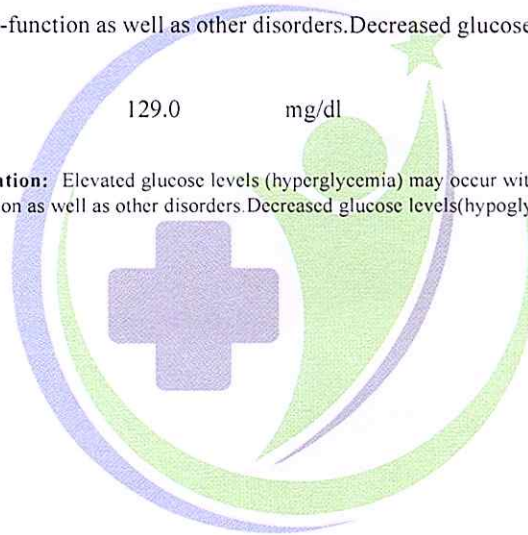 -function as well as other disorders.Decreased glucose
129.0 mg/dl
ation: Elevated glucose levels (hyperglycemia) may occur wit
on as well as other disorders.Decreased glucose levels(hypogly